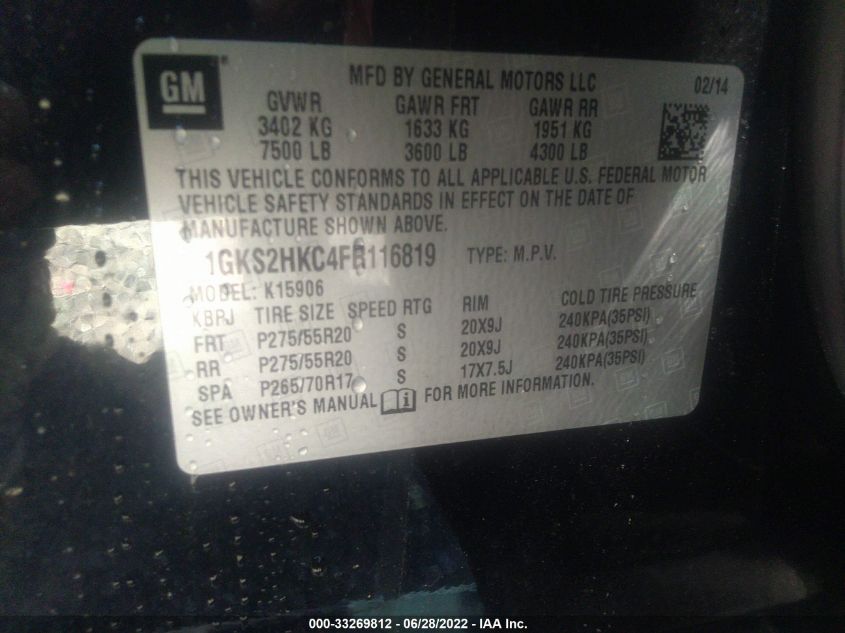 GM
MFD BY GENERAL MOTORS LLC 02/14
GVWR GAWR FRT GAWR RR
3402 KG 1633 KG 1951 KG
7500 LB 3600 LB 4300 LB
THIS VEHICLE CONFORMS TO ALL APPLICABLE U.S. FEDERAL MOTOR
VEHICLE SAFETY STANDARDS IN EFFECT ON THE DATE OF
MANUFACTURE SHOWN ABOVE.
1GKS2HKC4FR116819 TYPE: M.P.V.
MODEL: K15906
KBPJ TIRE SIZE SPEED RTG RIM COLD TIRE PRESSURE
FRT P275/55R20 S 20X9J 240KPA(35PSI)
RR P275/55R20 S 20X9J 240KPA(35PSI)
SPA P265/70R17 S 17X7.5J 240KPA(35PSI)
SEE OWNER'S MANUAL i FOR MORE INFORMATION.
000-33269812 - 06/28/2022 - IAA Inc.